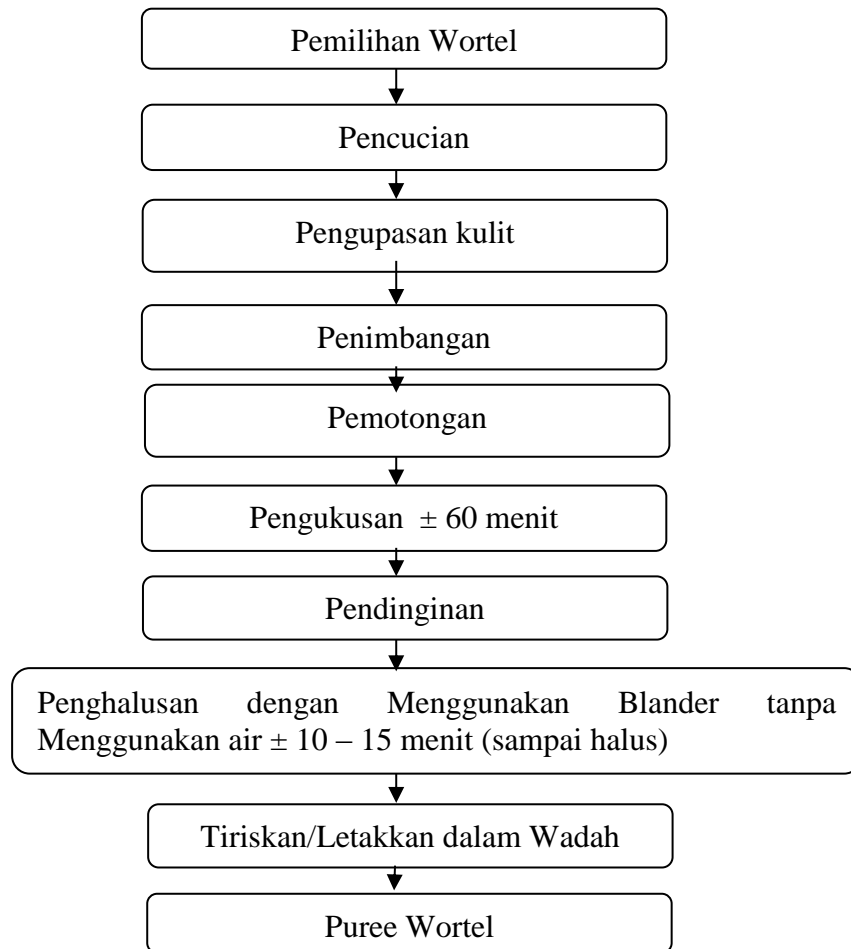 Pemilihan Wortel
Pencucian
Pengupasan kulit
Penimbangan
Pemotongan
Pengukusan ± 60 menit
Pendinginan
Penghalusan dengan Menggunakan Blander tanpa
Menggunakan air ± 10 – 15 menit (sampai halus)
Tiriskan/Letakkan dalam Wadah
Puree Wortel